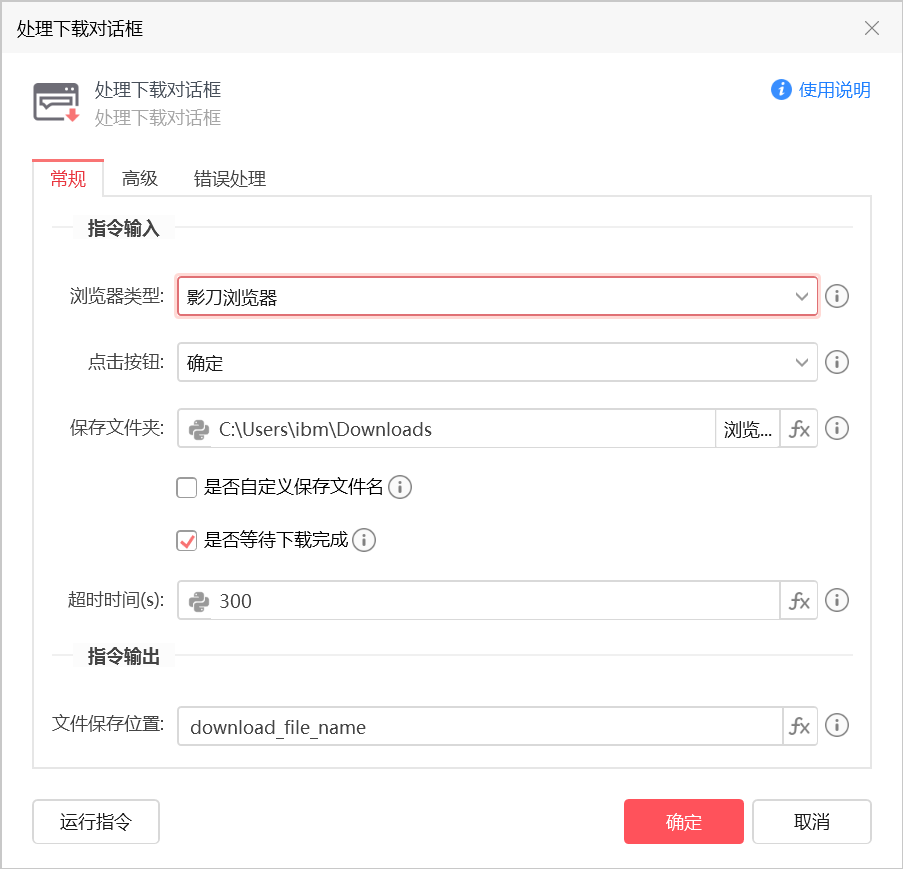 处理下载对话框
处理下载对话框
使用说明
处理下载对话框
常规 高级 错误处理
指令输入
浏览器类型: 影刀浏览器
点击按钮: 确定
保存文件夹: C:\Users\ibm\Downloads 浏览... fx
是否自定义保存文件名
是否等待下载完成
超时时间(s): 300 fx
指令输出
文件保存位置: download_file_name fx
运行指令 确定 取消